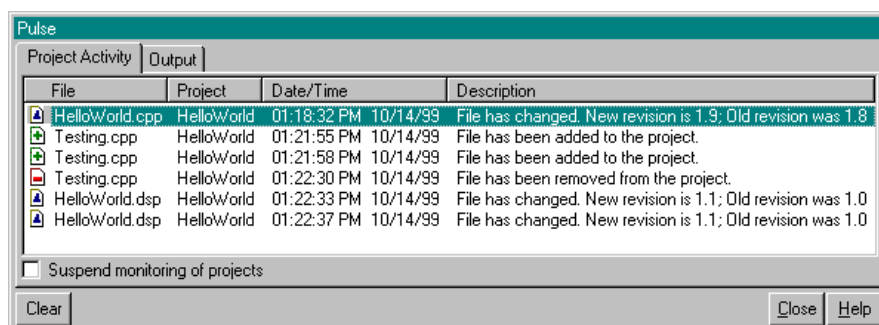 Pulse
Project Activity Output
File Project Date/Time Description
HelloWorld.cpp HelloWorld 01:18:32 PM 10/14/99 File has changed. New revision is 1.9; Old revision was 1.8
Testing.cpp HelloWorld 01:21:55 PM 10/14/99 File has been added to the project.
Testing.cpp HelloWorld 01:21:58 PM 10/14/99 File has been added to the project.
Testing.cpp HelloWorld 01:22:30 PM 10/14/99 File has been removed from the project.
HelloWorld.dsp HelloWorld 01:22:33 PM 10/14/99 File has changed. New revision is 1.1; Old revision was 1.0
HelloWorld.dsp HelloWorld 01:22:37 PM 10/14/99 File has changed. New revision is 1.1; Old revision was 1.0
Suspend monitoring of projects
Clear Close Help